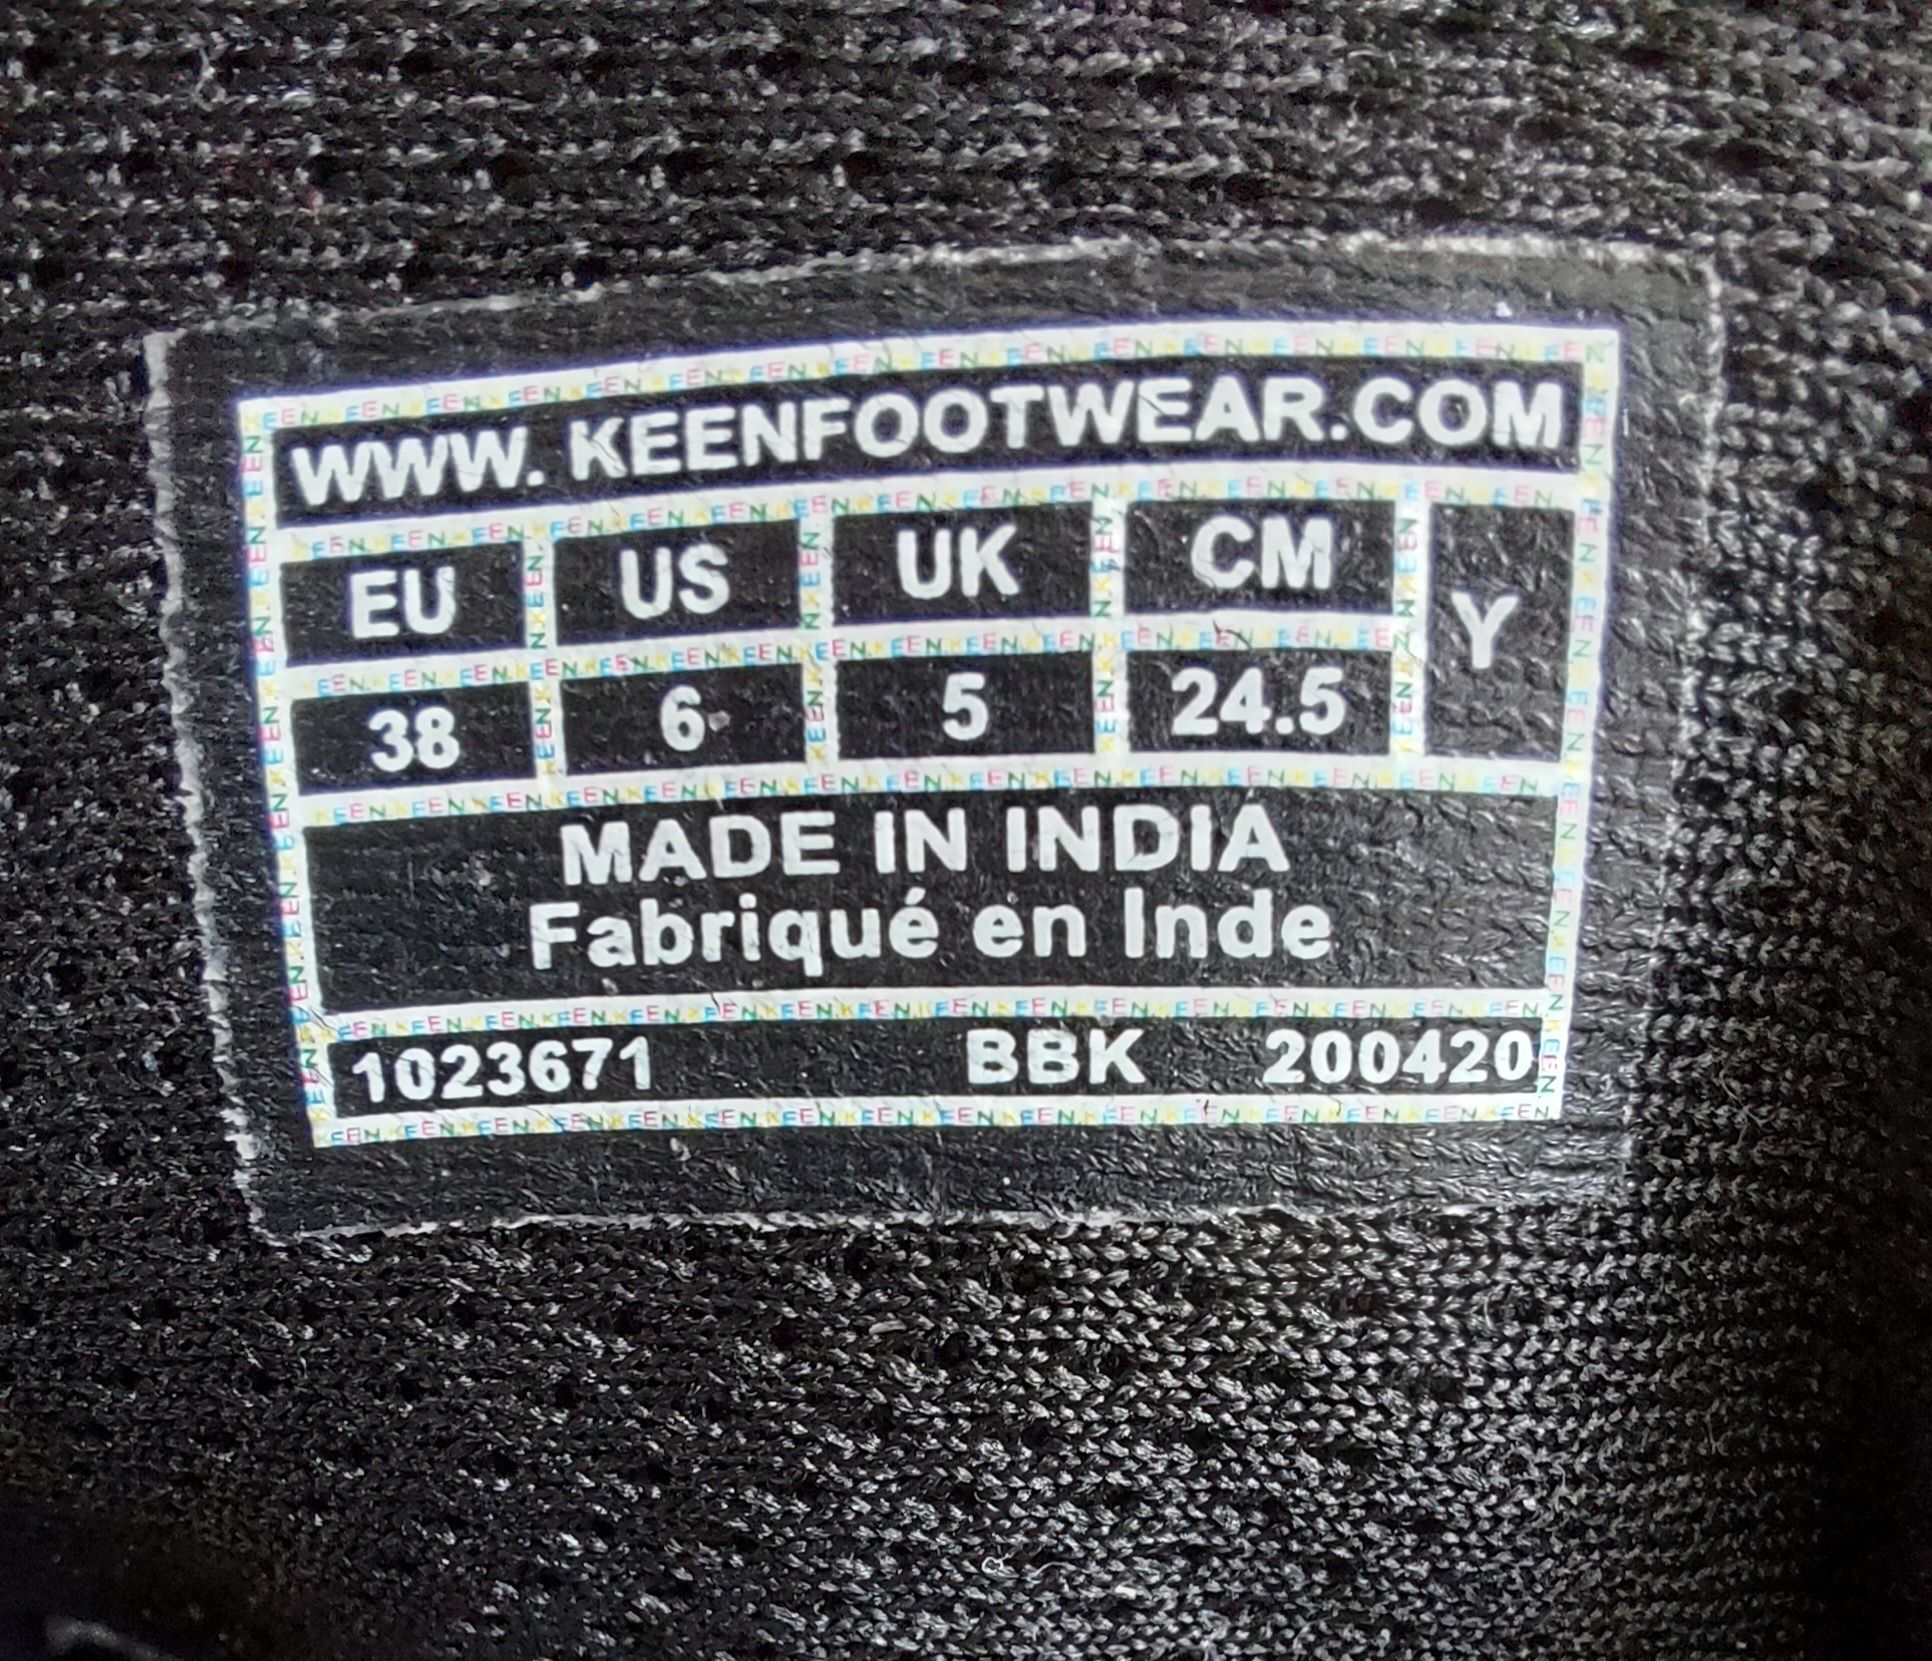 WWW. KEENFOOTWEAR.COM
EU US UK CM Y
38 6 5 24.5
MADE IN INDIA
Fabriqué en Inde
1023671 BBK 200420